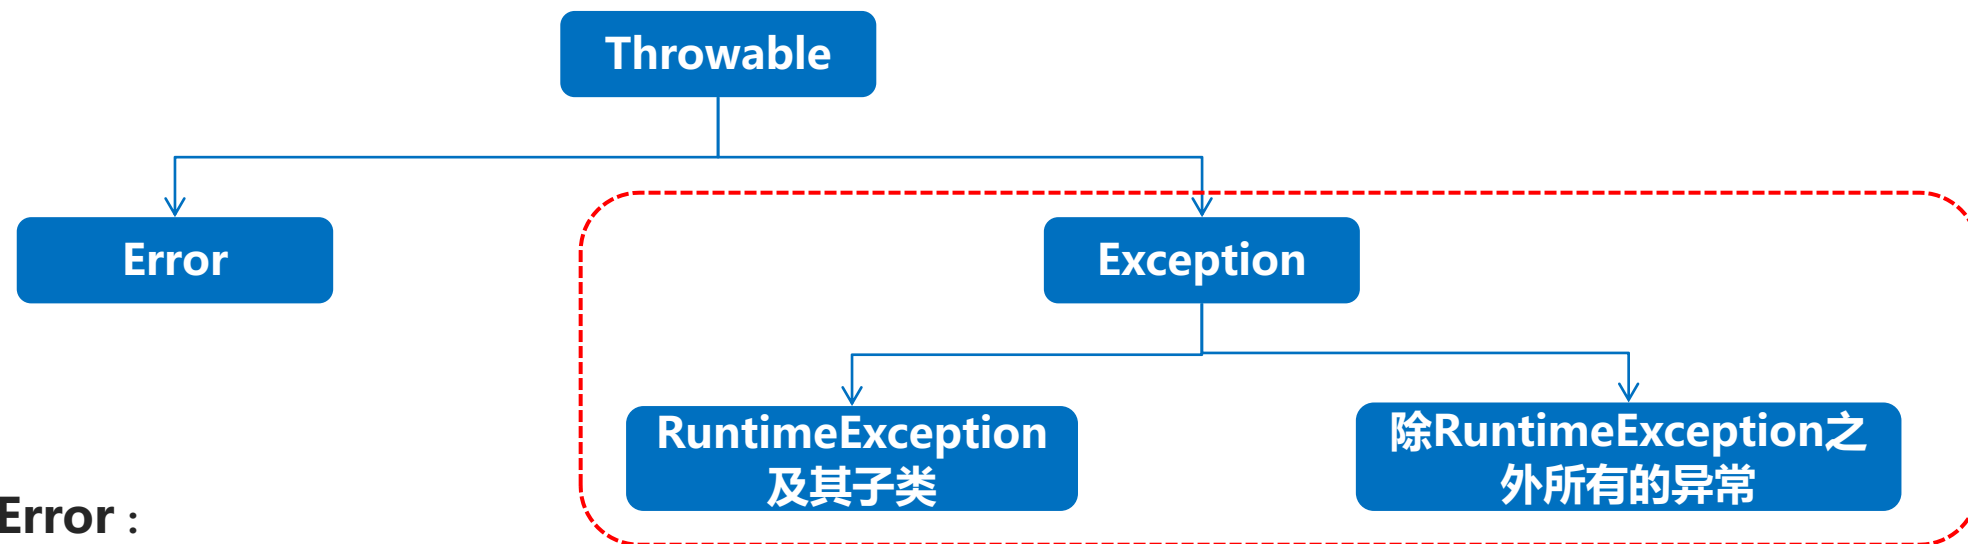 Throwable
Error
Exception
RuntimeException
及其子类
除RuntimeException之
外所有的异常
Error：